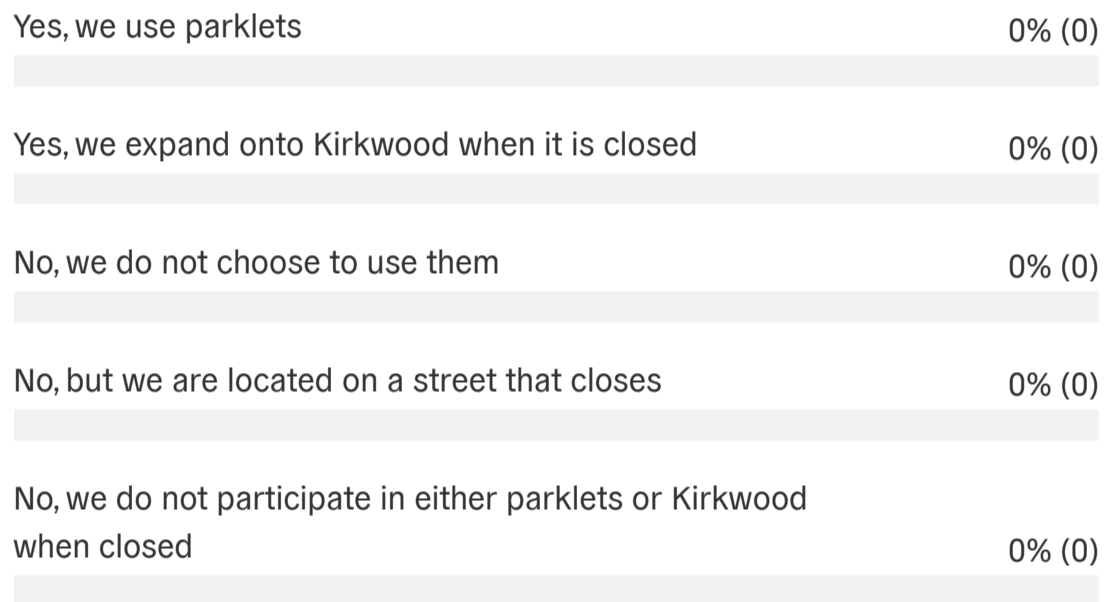 Yes, we use parklets 0% (0)
Yes, we expand onto Kirkwood when it is closed 0% (0)
No, we do not choose to use them 0% (0)
No, but we are located on a street that closes 0% (0)
No, we do not participate in either parklets or Kirkwood
when closed 0% (0)